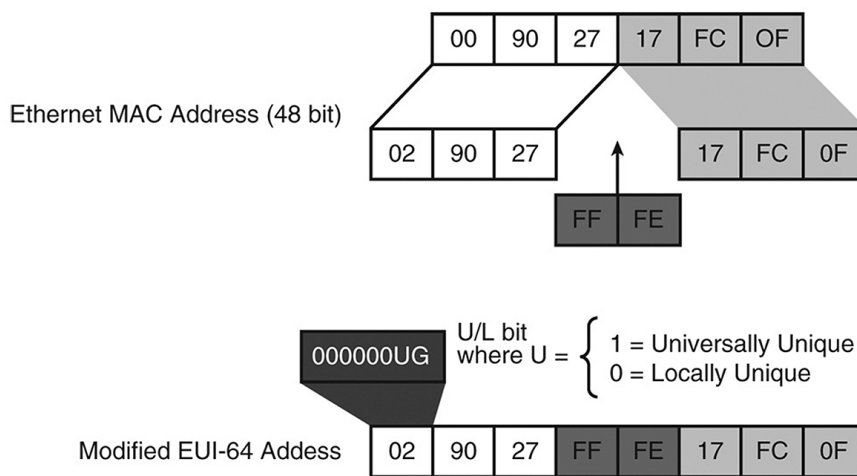 00 90 27 17 FC OF
Ethernet MAC Address (48 bit)
02 90 27 17 FC 0F
FF FE
000000UG
U/L bit
where U =
1 = Universally Unique
0 = Locally Unique
Modified EUI-64 Addess
02 90 27 FF FE 17 FC 0F